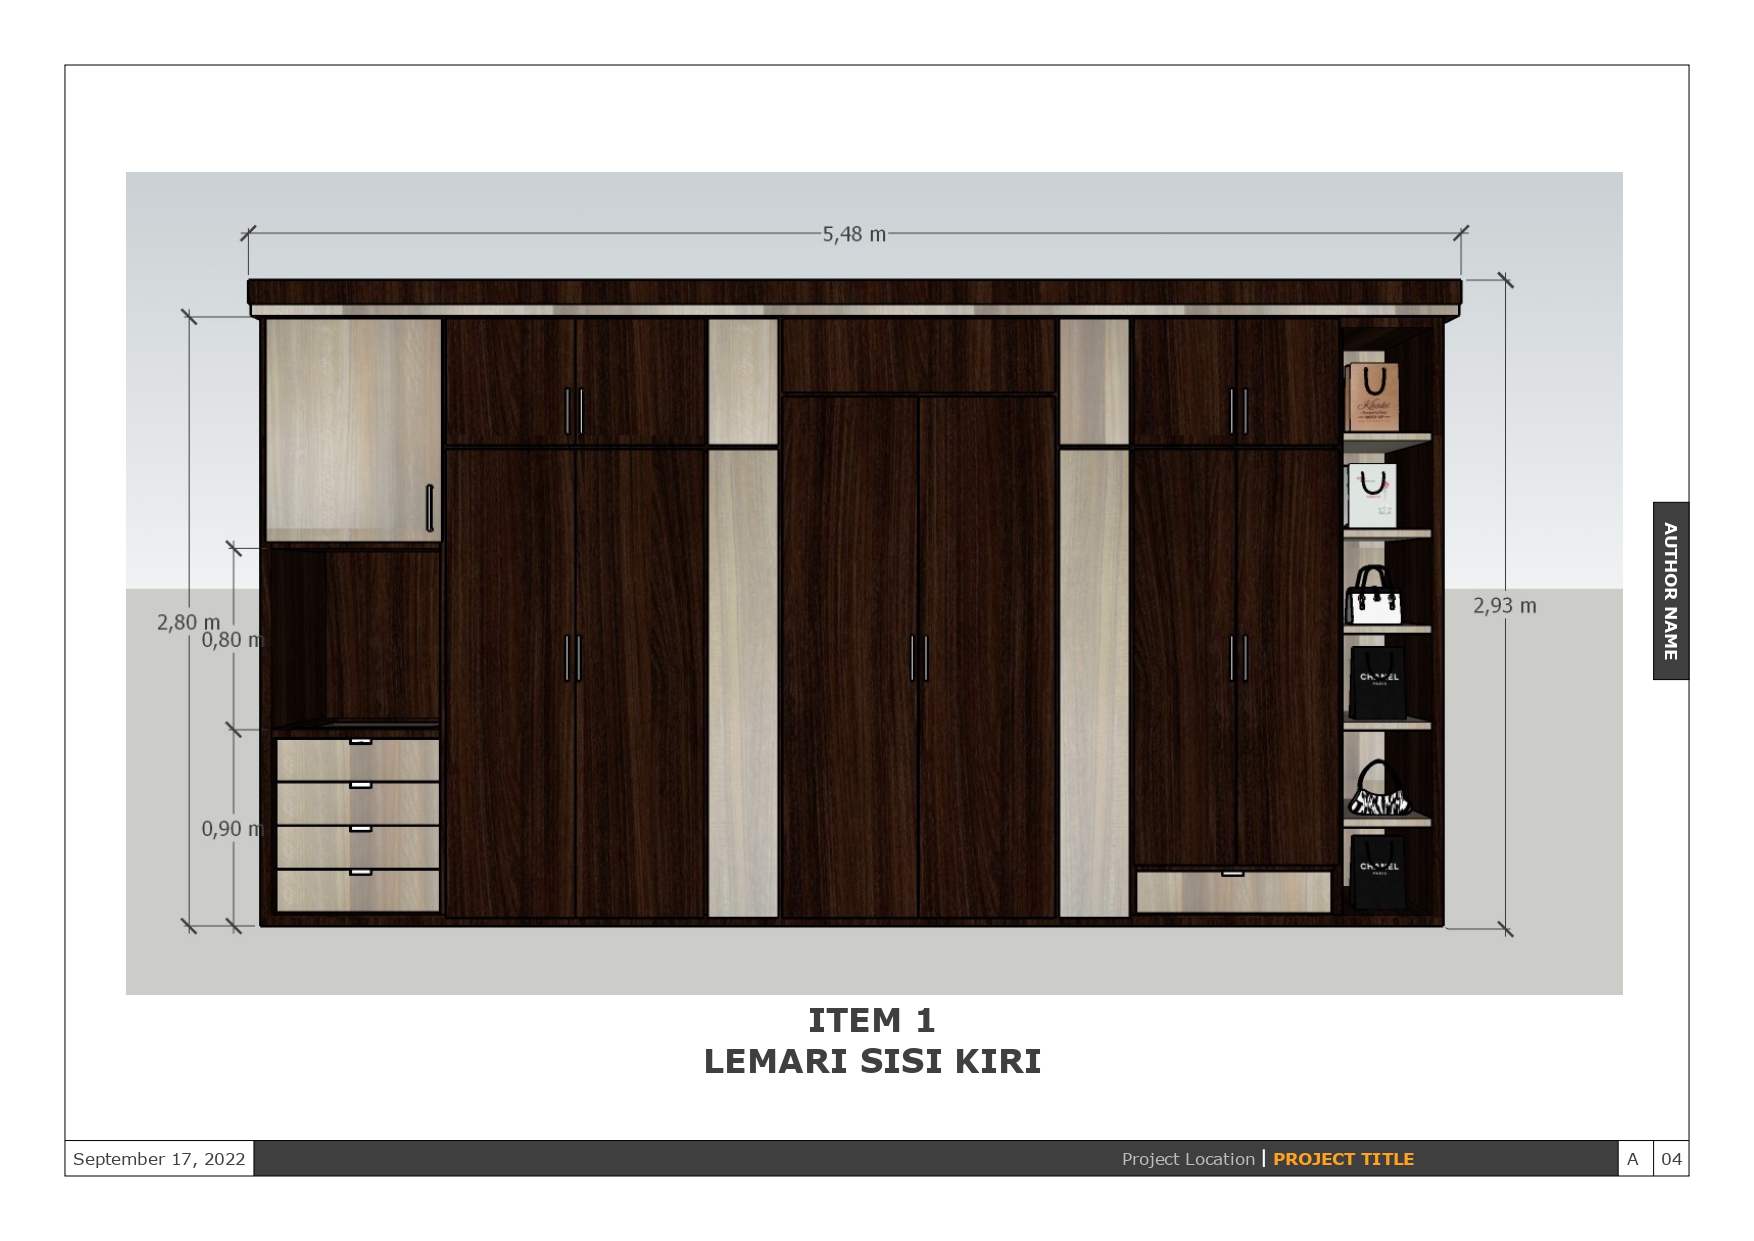 5,48 m
2,80 m
0,80 m
2,93 m
0,90 m
CHANEL
PARIS
CHANEL
PARIS
ITEM 1
LEMARI SISI KIRI
AUTHOR NAME
September 17, 2022
Project Location | PROJECT TITLE
A
04